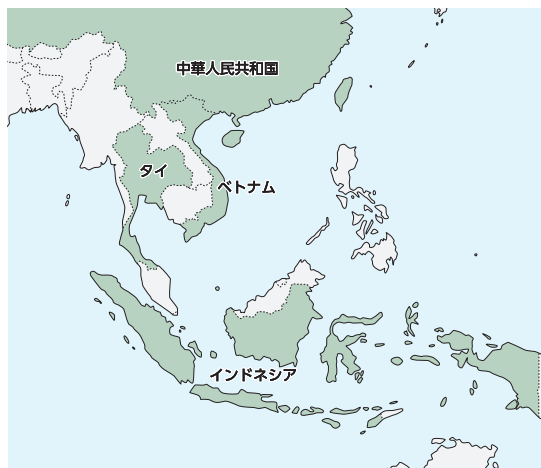 中華人民共和国
タイ
ベトナム
インドネシア